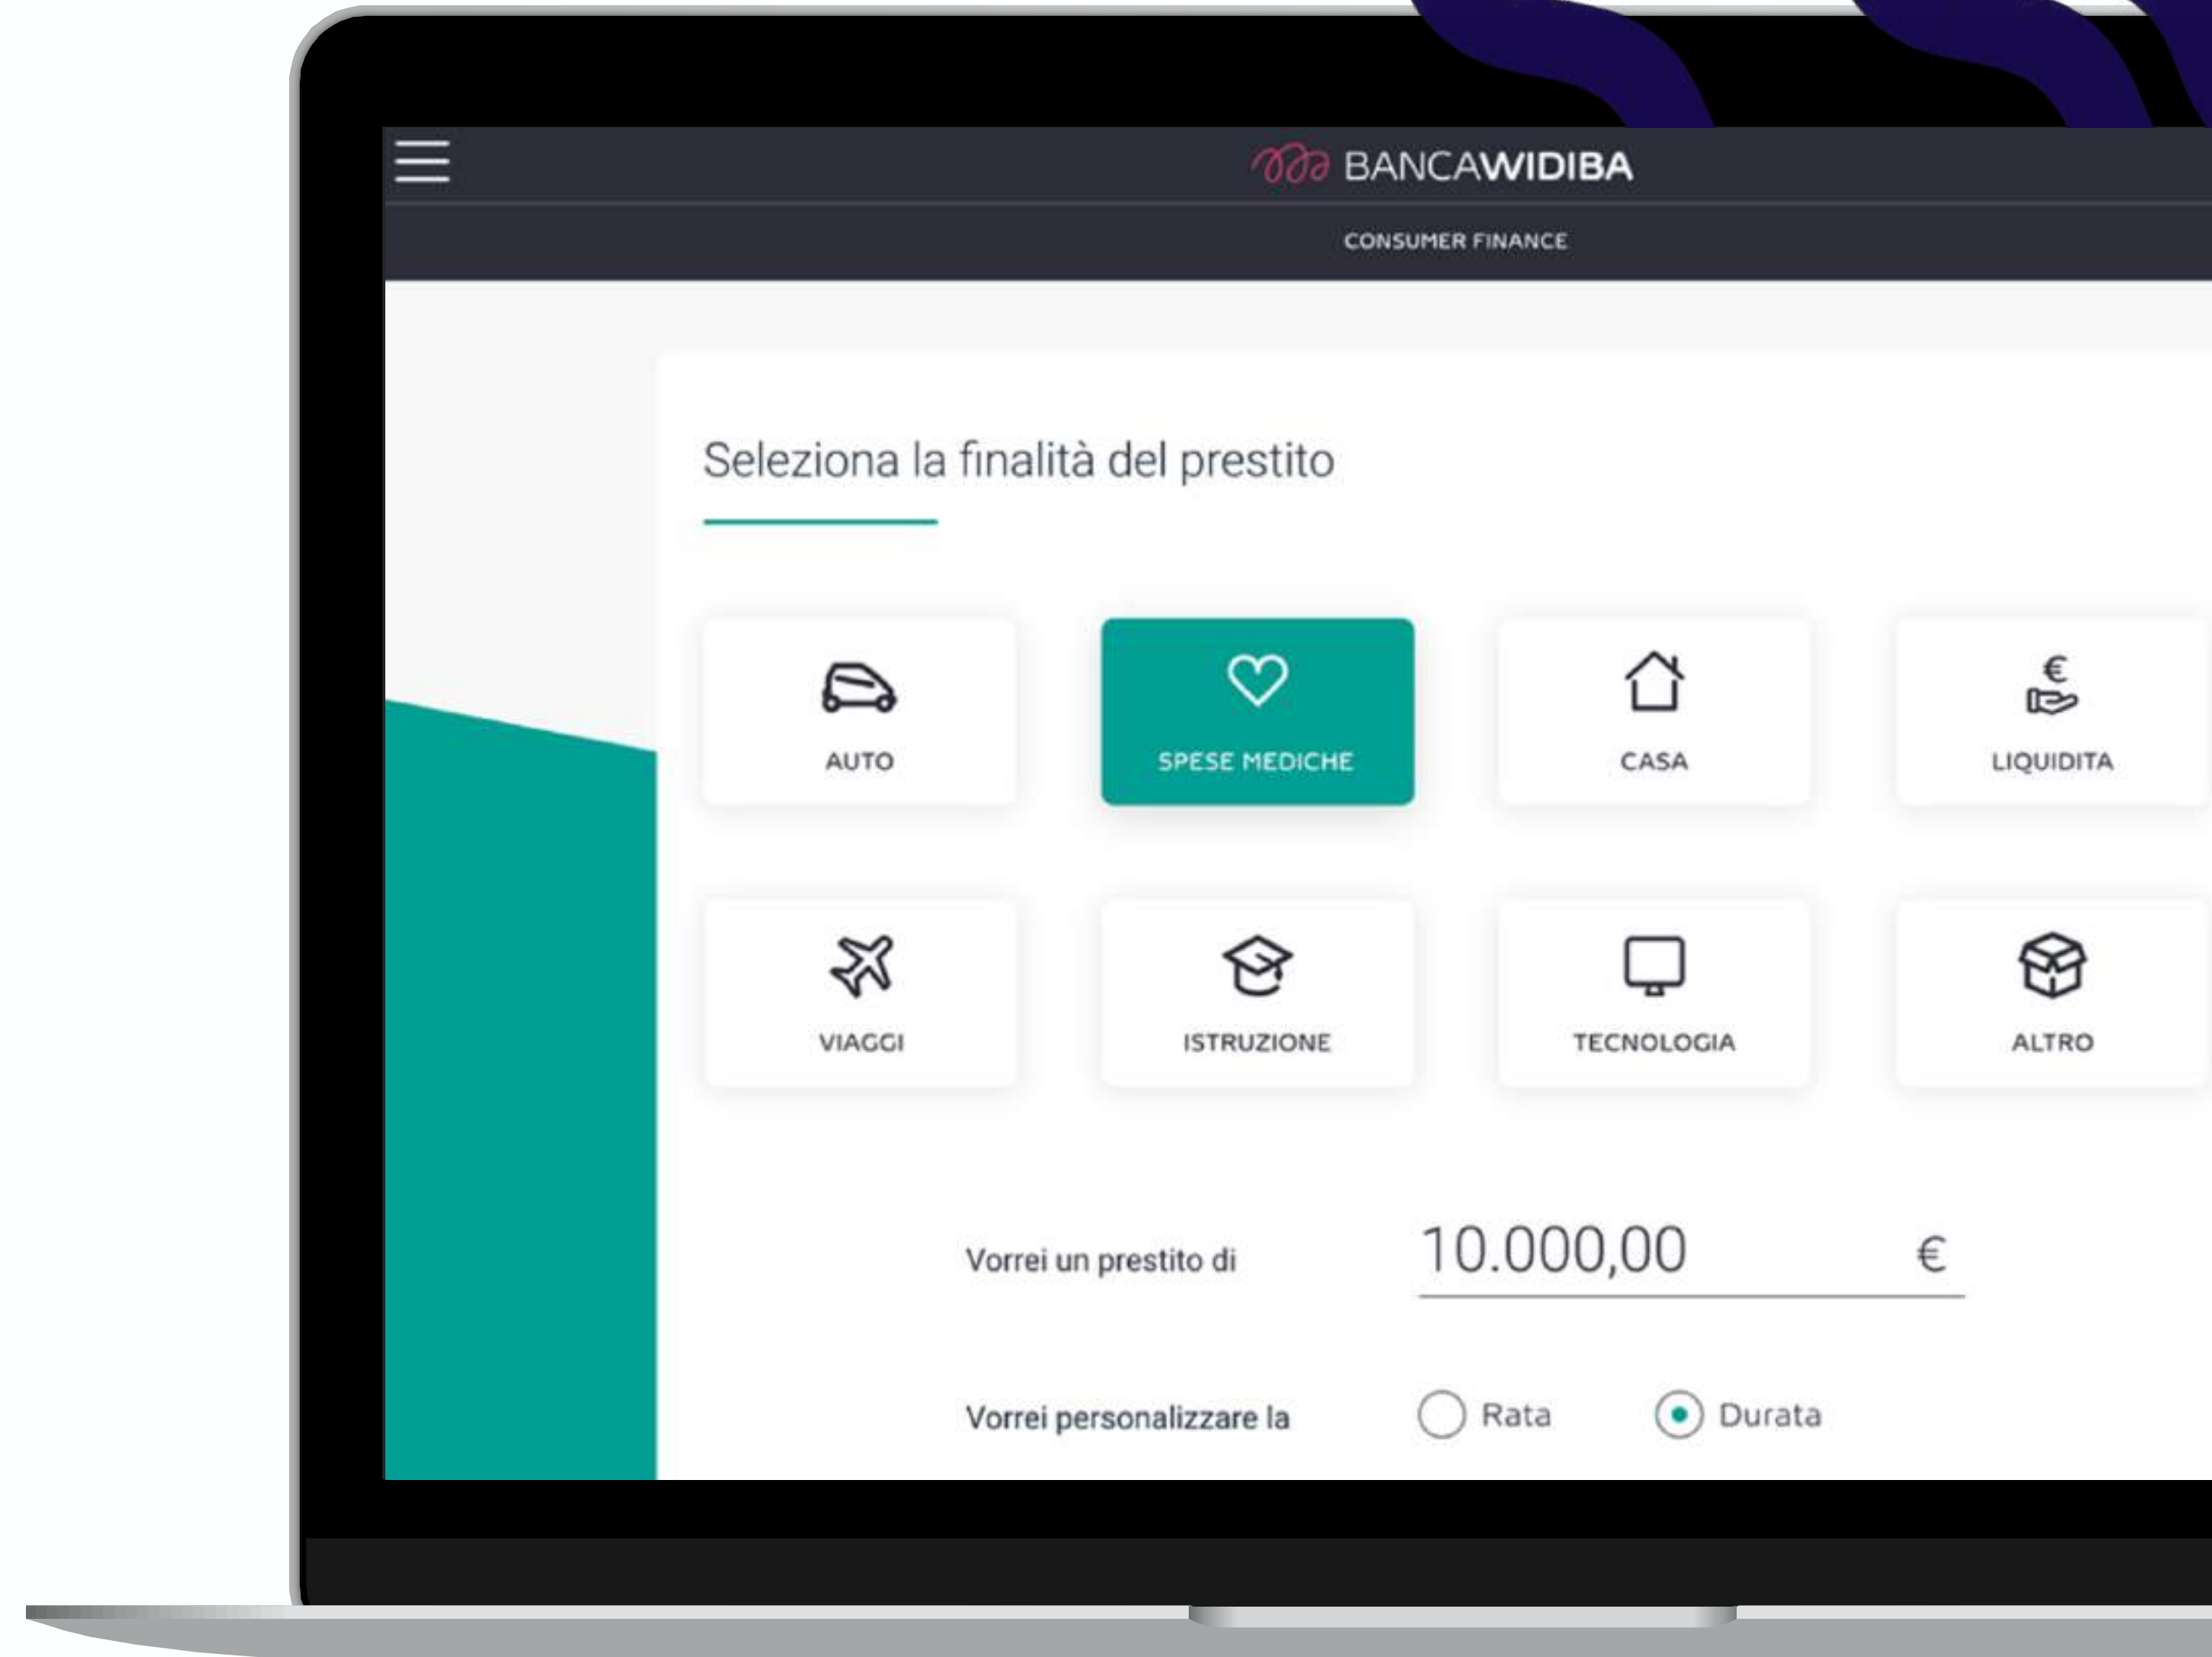 BANCAWIDIBA
CONSUMER FINANCE
Seleziona la finalità del prestito
AUTO
SPESE MEDICHE
CASA
€
LIQUIDITA
VIAGGI
ISTRUZIONE
TECNOLOGIA
ALTRO
Vorrei un prestito di 10.000,00 €
Vorrei personalizzare la Rata Durata